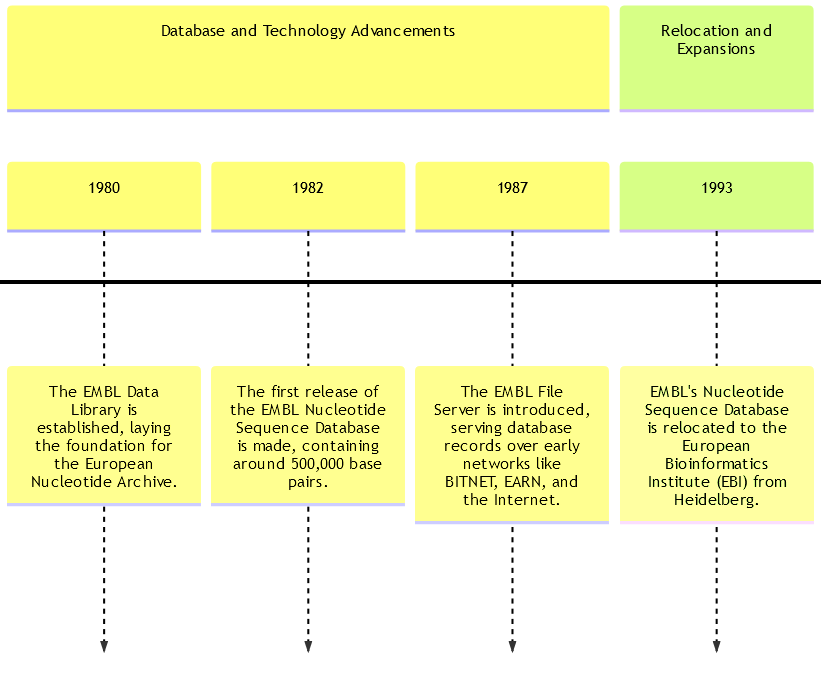 Database and Technology Advancements
Relocation and
Expansions
1980
1982
1987
1993
The EMBL Data
Library is
established, laying
the foundation for
the European
Nucleotide Archive.
The first release of
the EMBL Nucleotide
Sequence Database
is made, containing
around 500,000 base
pairs.
The EMBL File
Server is introduced,
serving database
records over early
networks like
BITNET, EARN, and
the Internet.
EMBL's Nucleotide
Sequence Database
is relocated to the
European
Bioinformatics
Institute (EBI) from
Heidelberg.